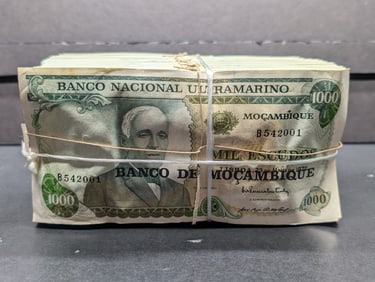 BANCO NACIONAL ULTRAMARINO
1000
MOÇAMBIQUE
B542001
MIL ESCUDOS
B542001
BANCO DE MOÇAMBIQUE
1000
1000